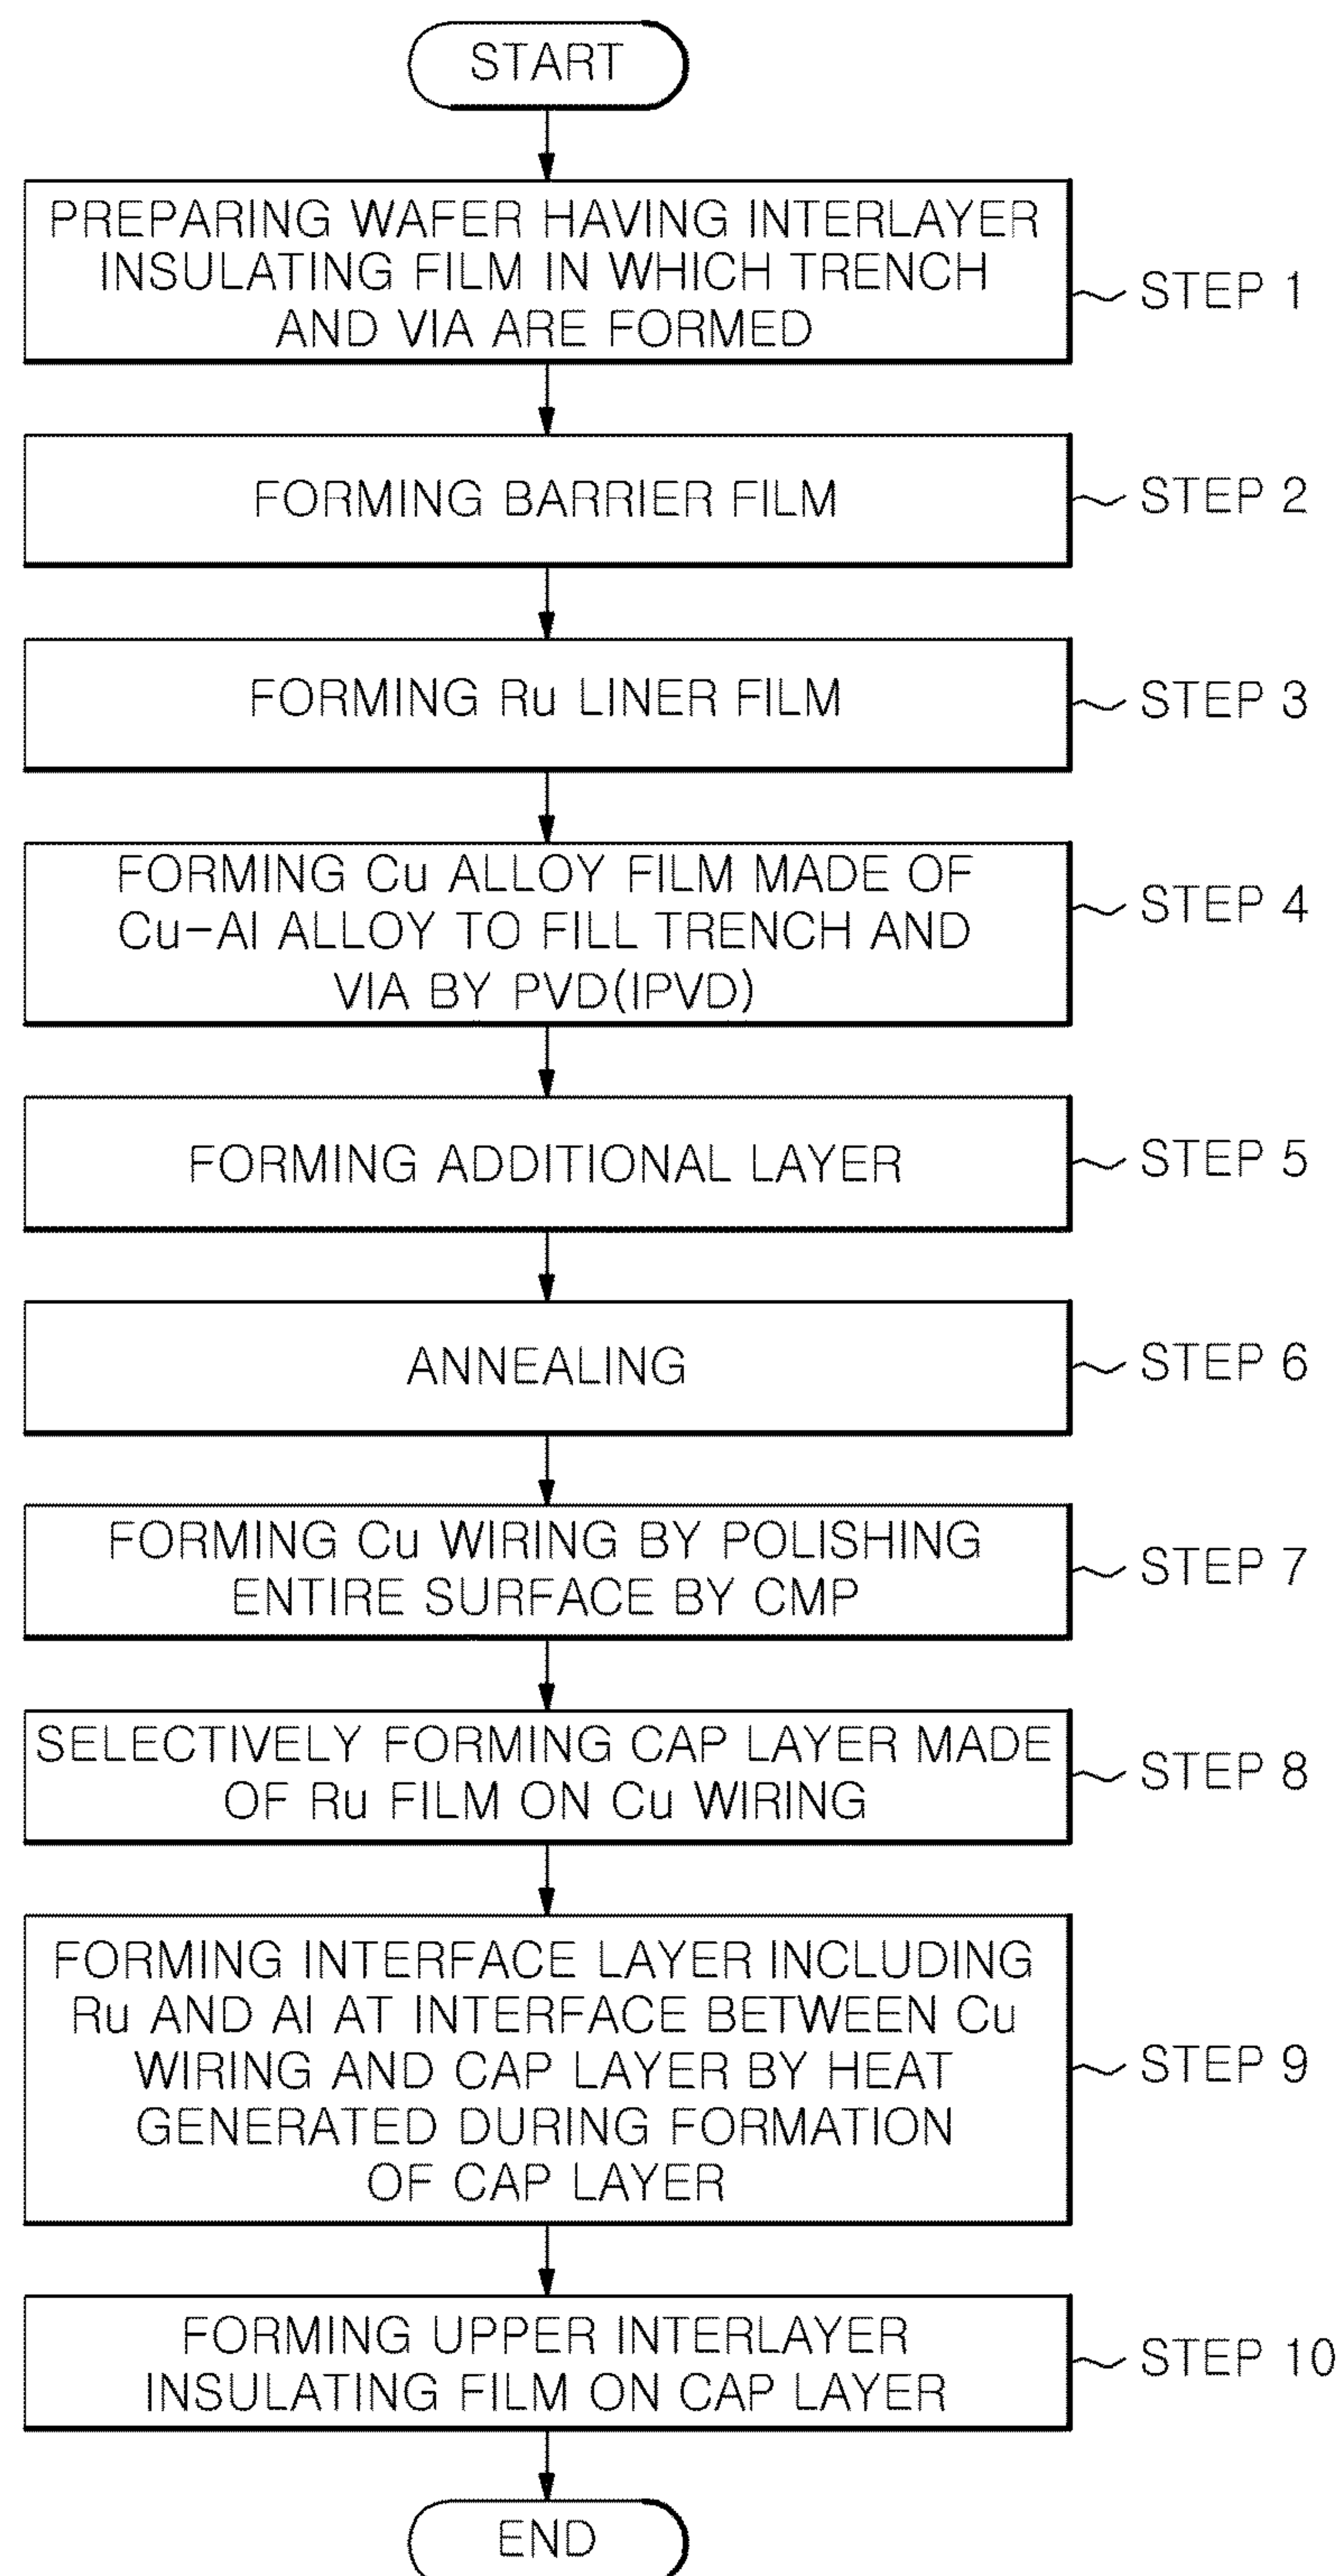 START
PREPARING WAFER HAVING INTERLAYER
INSULATING FILM IN WHICH TRENCH
AND VIA ARE FORMED
STEP 1
FORMING BARRIER FILM
STEP 2
FORMING Ru LINER FILM
STEP 3
FORMING Cu ALLOY FILM MADE OF
Cu-Al ALLOY TO FILL TRENCH AND
VIA BY PVD(IPVD)
STEP 4
FORMING ADDITIONAL LAYER
STEP 5
ANNEALING
STEP 6
FORMING Cu WIRING BY POLISHING
ENTIRE SURFACE BY CMP
STEP 7
SELECTIVELY FORMING CAP LAYER MADE
OF Ru FILM ON Cu WIRING
STEP 8
FORMING INTERFACE LAYER INCLUDING
Ru AND Al AT INTERFACE BETWEEN Cu
WIRING AND CAP LAYER BY HEAT
GENERATED DURING FORMATION
OF CAP LAYER
STEP 9
FORMING UPPER INTERLAYER
INSULATING FILM ON CAP LAYER
STEP 10
END